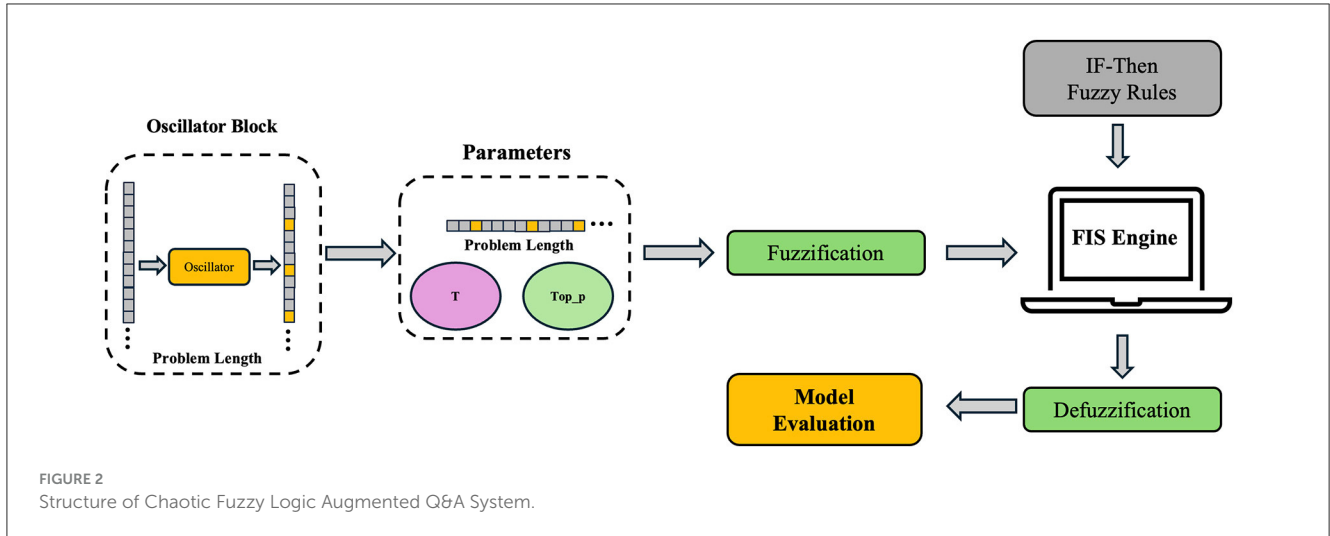 Oscillator Block
Oscillator
Problem Length
Parameters
Problem Length
T
Top_p
Fuzzification
IF-Then
Fuzzy Rules
FIS Engine
Defuzzification
Model
Evaluation
FIGURE 2
Structure of Chaotic Fuzzy Logic Augmented Q&A System.